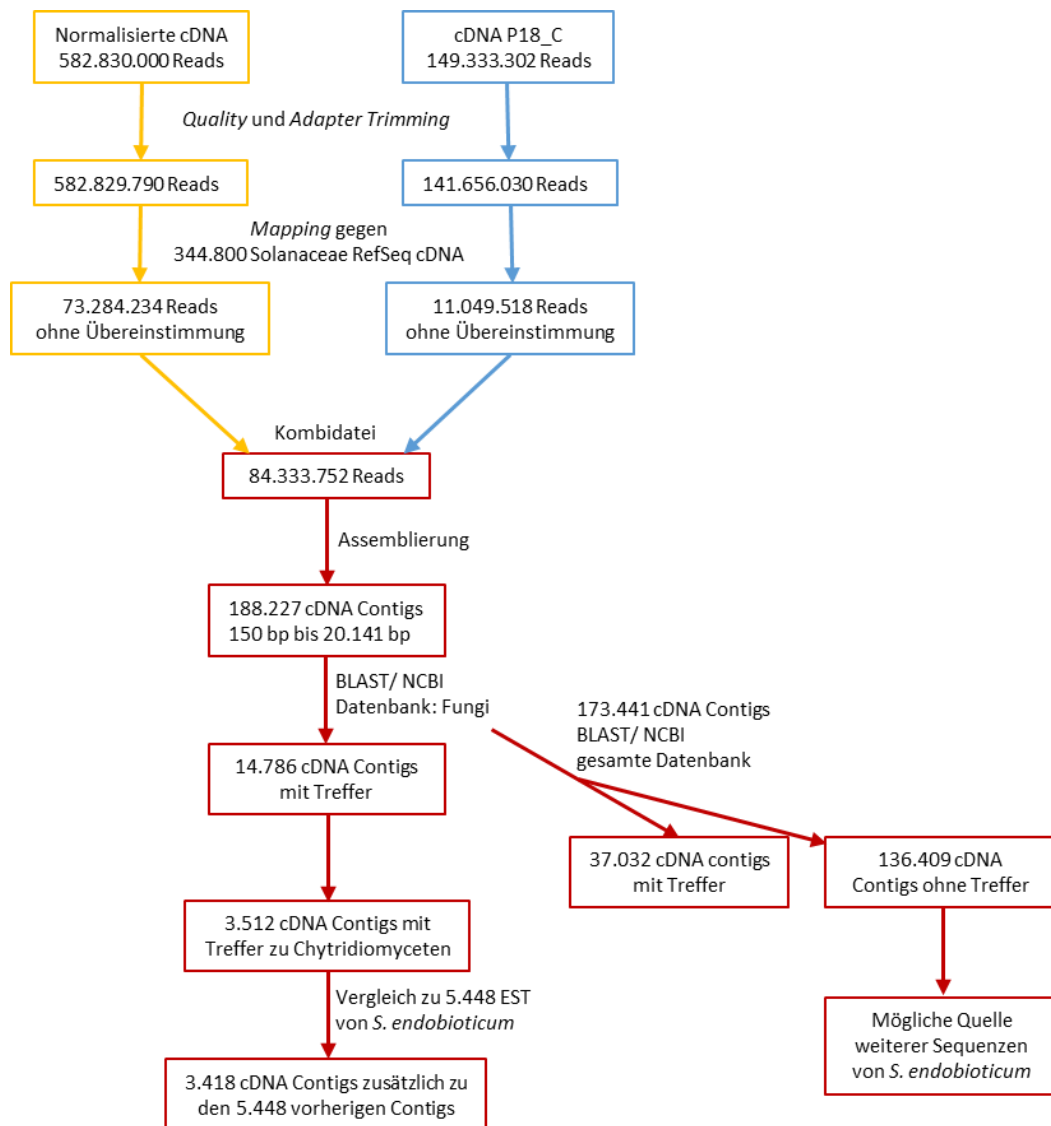 Normalisierte cDNA
582.830.000 Reads
cDNA P18_C
149.333.302 Reads
Quality und Adapter Trimming
582.829.790 Reads
141.656.030 Reads
Mapping gegen
344.800 Solanaceae RefSeq cDNA
73.284.234 Reads
ohne Übereinstimmung
11.049.518 Reads
ohne Übereinstimmung
Kombidatei
84.333.752 Reads
Assemblierung
188.227 cDNA Contigs
150 bp bis 20.141 bp
BLAST/ NCBI
Datenbank: Fungi
173.441 cDNA Contigs
BLAST/ NCBI
gesamte Datenbank
14.786 cDNA Contigs
mit Treffer
37.032 cDNA contigs
mit Treffer
136.409 cDNA
Contigs ohne Treffer
3.512 cDNA Contigs mit
Treffer zu Chytridiomyceten
Vergleich zu 5.448 EST
von S. endobioticum
Mögliche Quelle
weiterer Sequenzen
von S. endobioticum
3.418 cDNA Contigs zusätzlich zu
den 5.448 vorherigen Contigs